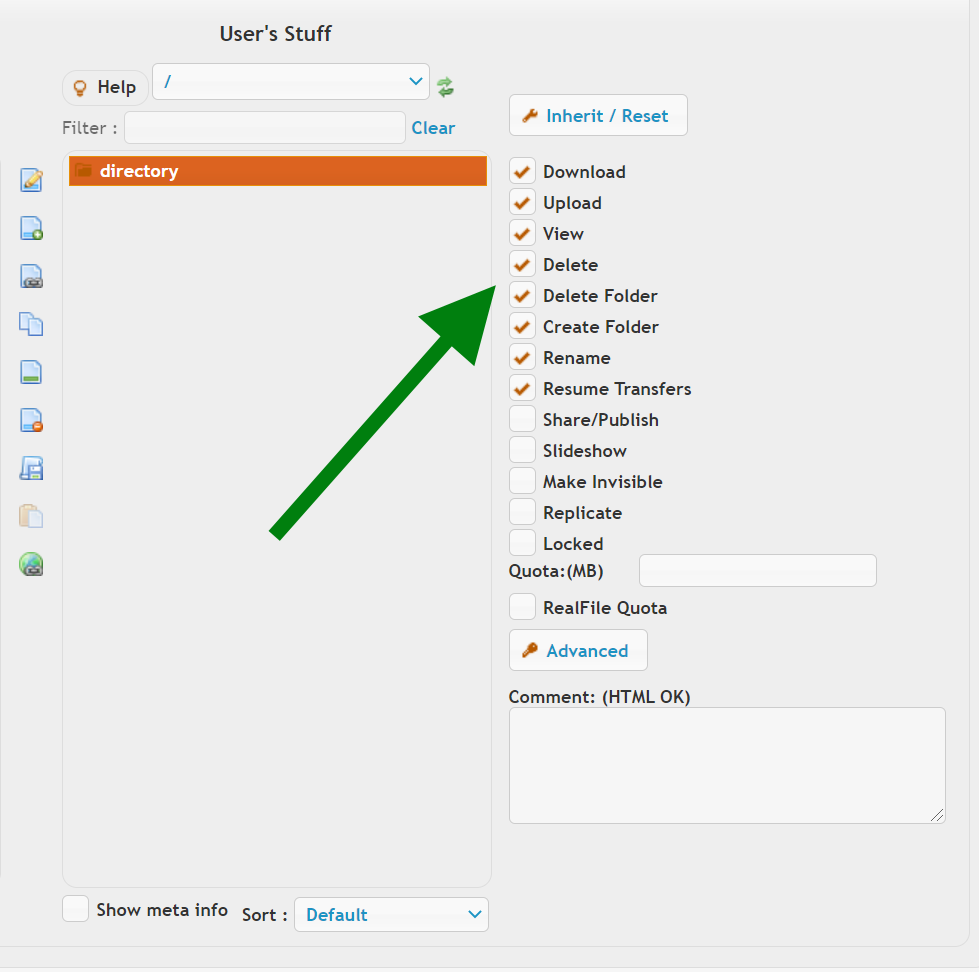 User's Stuff
Help
/
Filter :
Clear
directory
Inherit / Reset
Download
Upload
View
Delete
Delete Folder
Create Folder
Rename
Resume Transfers
Share/Publish
Slideshow
Make Invisible
Replicate
Locked
Quota:(MB)
RealFile Quota
Advanced
Comment: (HTML OK)
Show meta info
Sort :
Default